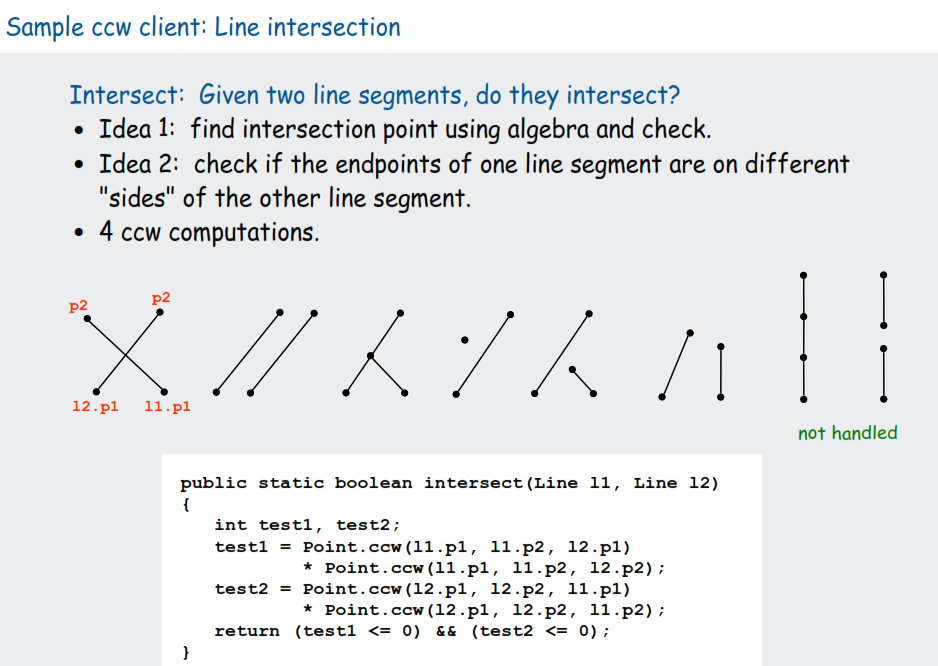 Sample ccw client: Line intersection
Intersect: Given two line segments, do they intersect?
• Idea 1: find intersection point using algebra and check.
• Idea 2: check if the endpoints of one line segment are on different
"sides" of the other line segment.
• 4 ccw computations.
p2 p2
l2.p1 l1.p1
not handled
public static boolean intersect(Line l1, Line l2)
{
   int test1, test2;
   test1 = Point.ccw(l1.p1, l1.p2, l2.p1)
         * Point.ccw(l1.p1, l1.p2, l2.p2);
   test2 = Point.ccw(l2.p1, l2.p2, l1.p1)
         * Point.ccw(l2.p1, l2.p2, l1.p2);
   return (test1 <= 0) && (test2 <= 0);
}